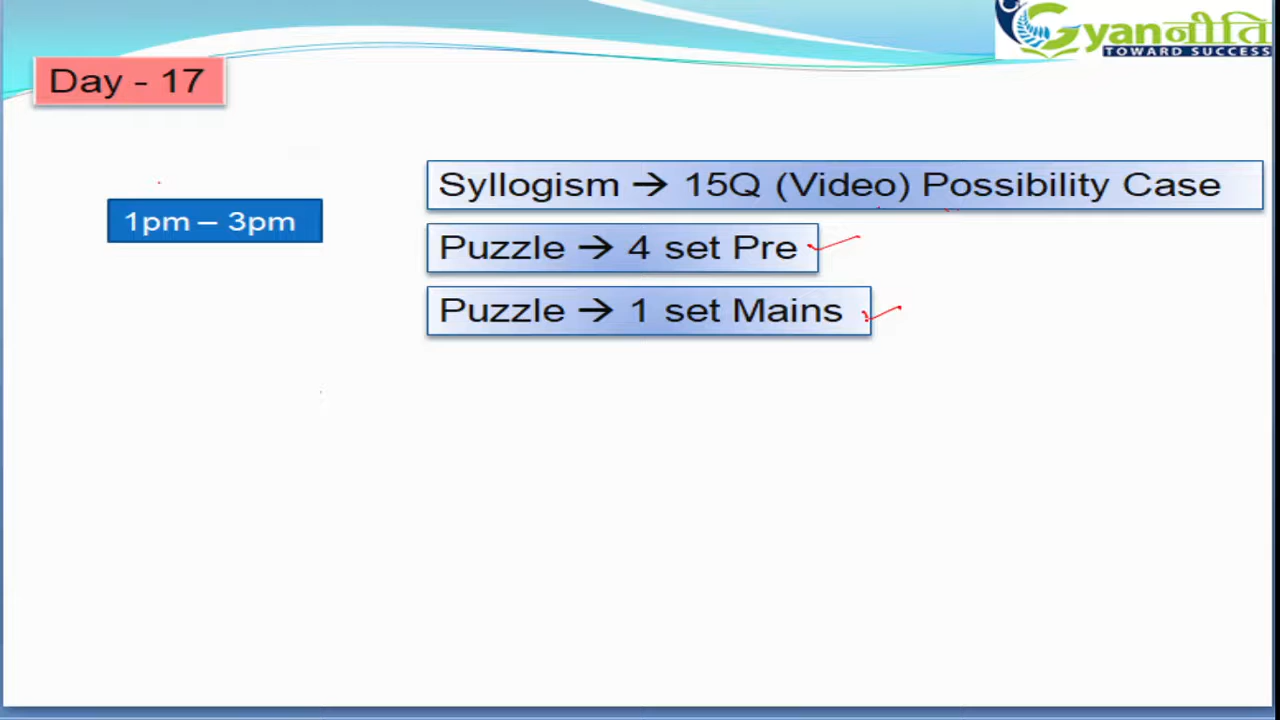 Gyanनीति
TOWARD SUCCESS
Day - 17
1pm – 3pm
Syllogism → 15Q (Video) Possibility Case
Puzzle → 4 set Pre
Puzzle → 1 set Mains